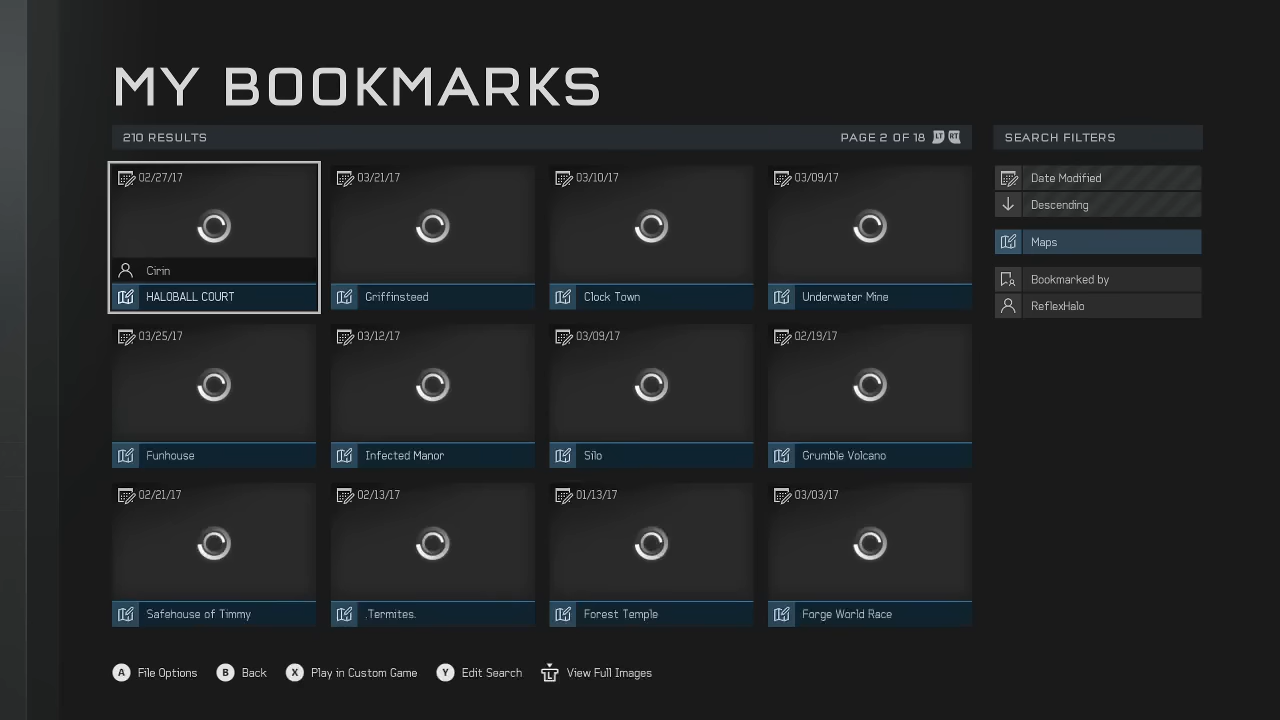 MY BOOKMARKS
210 RESULTS
PAGE 2 OF 18 LT RT
SEARCH FILTERS
02/27/17
03/21/17
03/10/17
03/09/17
Cirin
HALOBALL COURT
Griffinsteed
Clock Town
Underwater Mine
03/25/17
03/12/17
03/09/17
02/19/17
Funhouse
Infected Manor
Silo
Grumble Volcano
02/21/17
02/13/17
01/13/17
03/03/17
Safehouse of Timmy
.Termites.
Forest Temple
Forge World Race
Date Modified
Descending
Maps
Bookmarked by
ReflexHalo
A File Options
B Back
X Play in Custom Game
Y Edit Search
L View Full Images